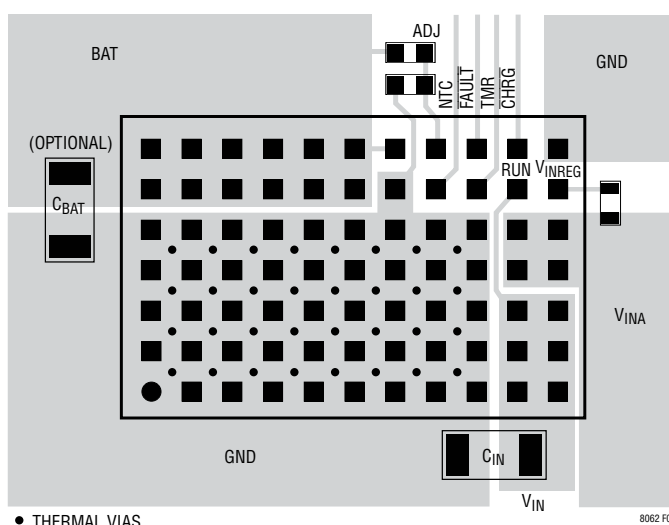 ADJ
BAT
GND
NTC
FAULT
TMR
CHRG
(OPTIONAL)
RUN
VINREG
CBAT
VINA
GND
CIN
VIN
● THERMAL VIAS
8062